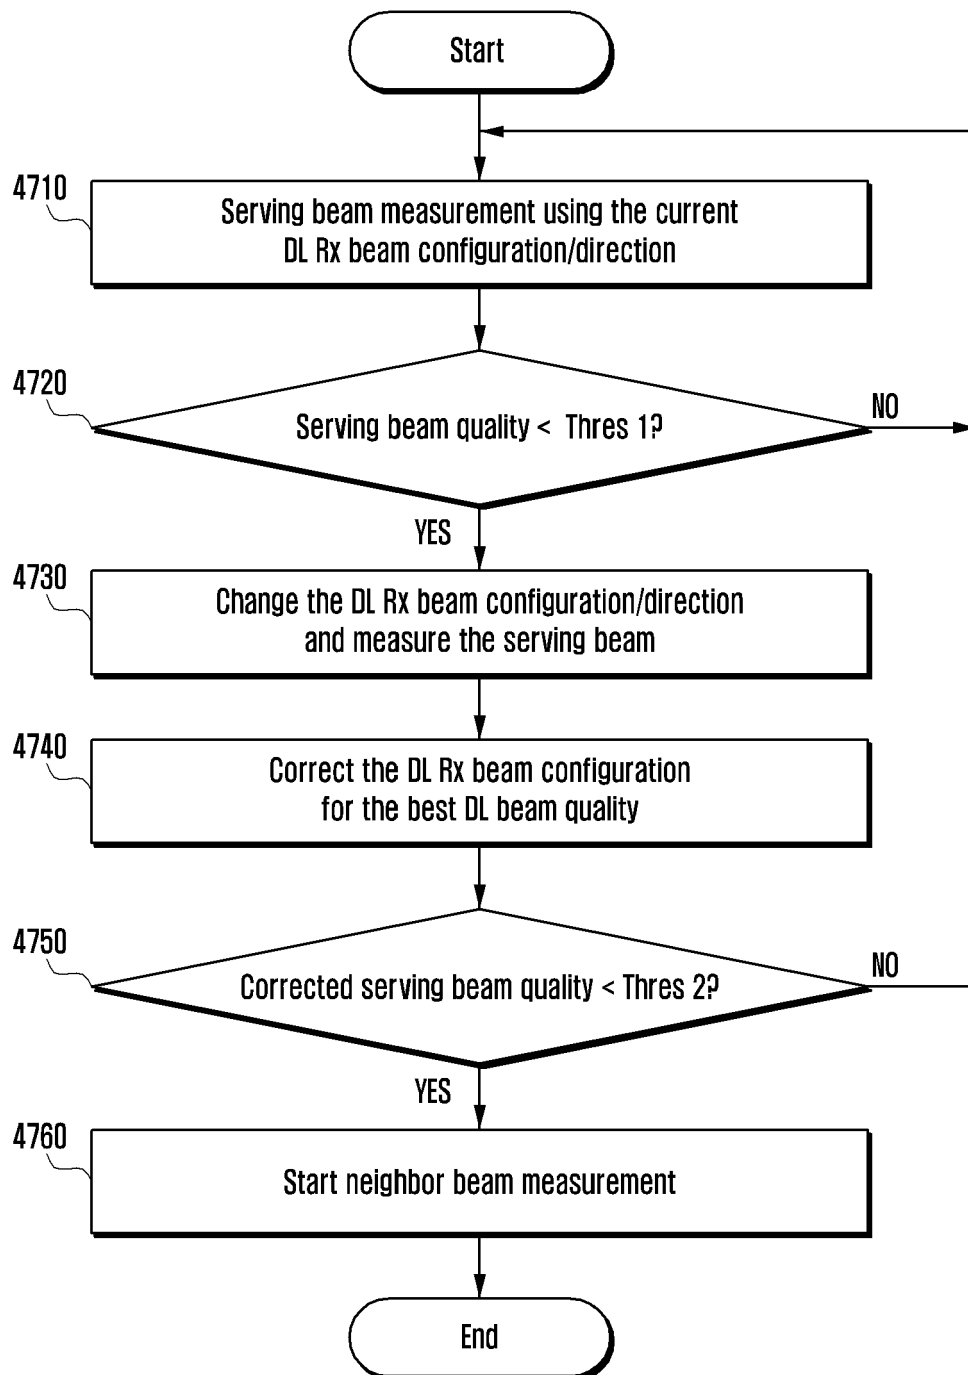 Start
4710
Serving beam measurement using the current
DL Rx beam configuration/direction
4720
Serving beam quality < Thres 1?
NO
YES
4730
Change the DL Rx beam configuration/direction
and measure the serving beam
4740
Correct the DL Rx beam configuration
for the best DL beam quality
4750
Corrected serving beam quality < Thres 2?
NO
YES
4760
Start neighbor beam measurement
End